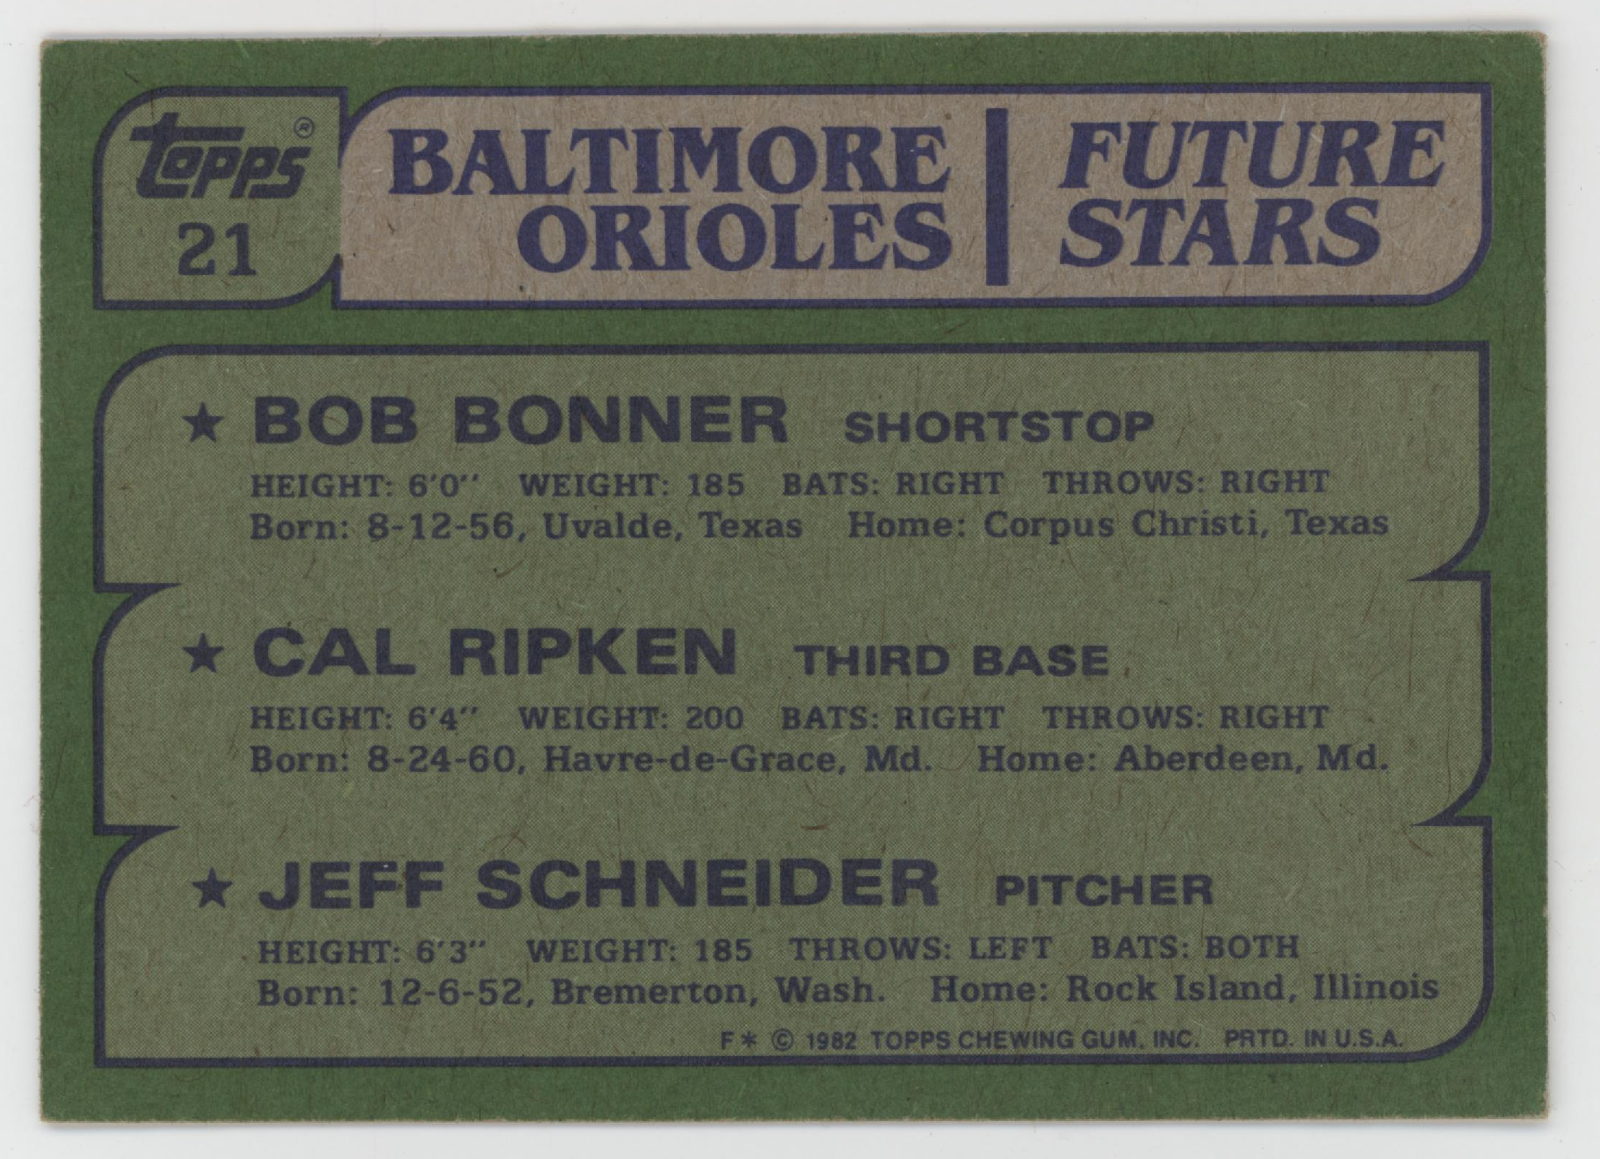 topps ®
21
BALTIMORE ORIOLES
FUTURE STARS
★ BOB BONNER SHORTSTOP
HEIGHT: 6'0" WEIGHT: 185 BATS: RIGHT THROWS: RIGHT
Born: 8-12-56, Uvalde, Texas Home: Corpus Christi, Texas
★ CAL RIPKEN THIRD BASE
HEIGHT: 6'4" WEIGHT: 200 BATS: RIGHT THROWS: RIGHT
Born: 8-24-60, Havre-de-Grace, Md. Home: Aberdeen, Md.
★ JEFF SCHNEIDER PITCHER
HEIGHT: 6'3" WEIGHT: 185 THROWS: LEFT BATS: BOTH
Born: 12-6-52, Bremerton, Wash. Home: Rock Island, Illinois
F* © 1982 TOPPS CHEWING GUM. INC. PRTD. IN U.S.A.